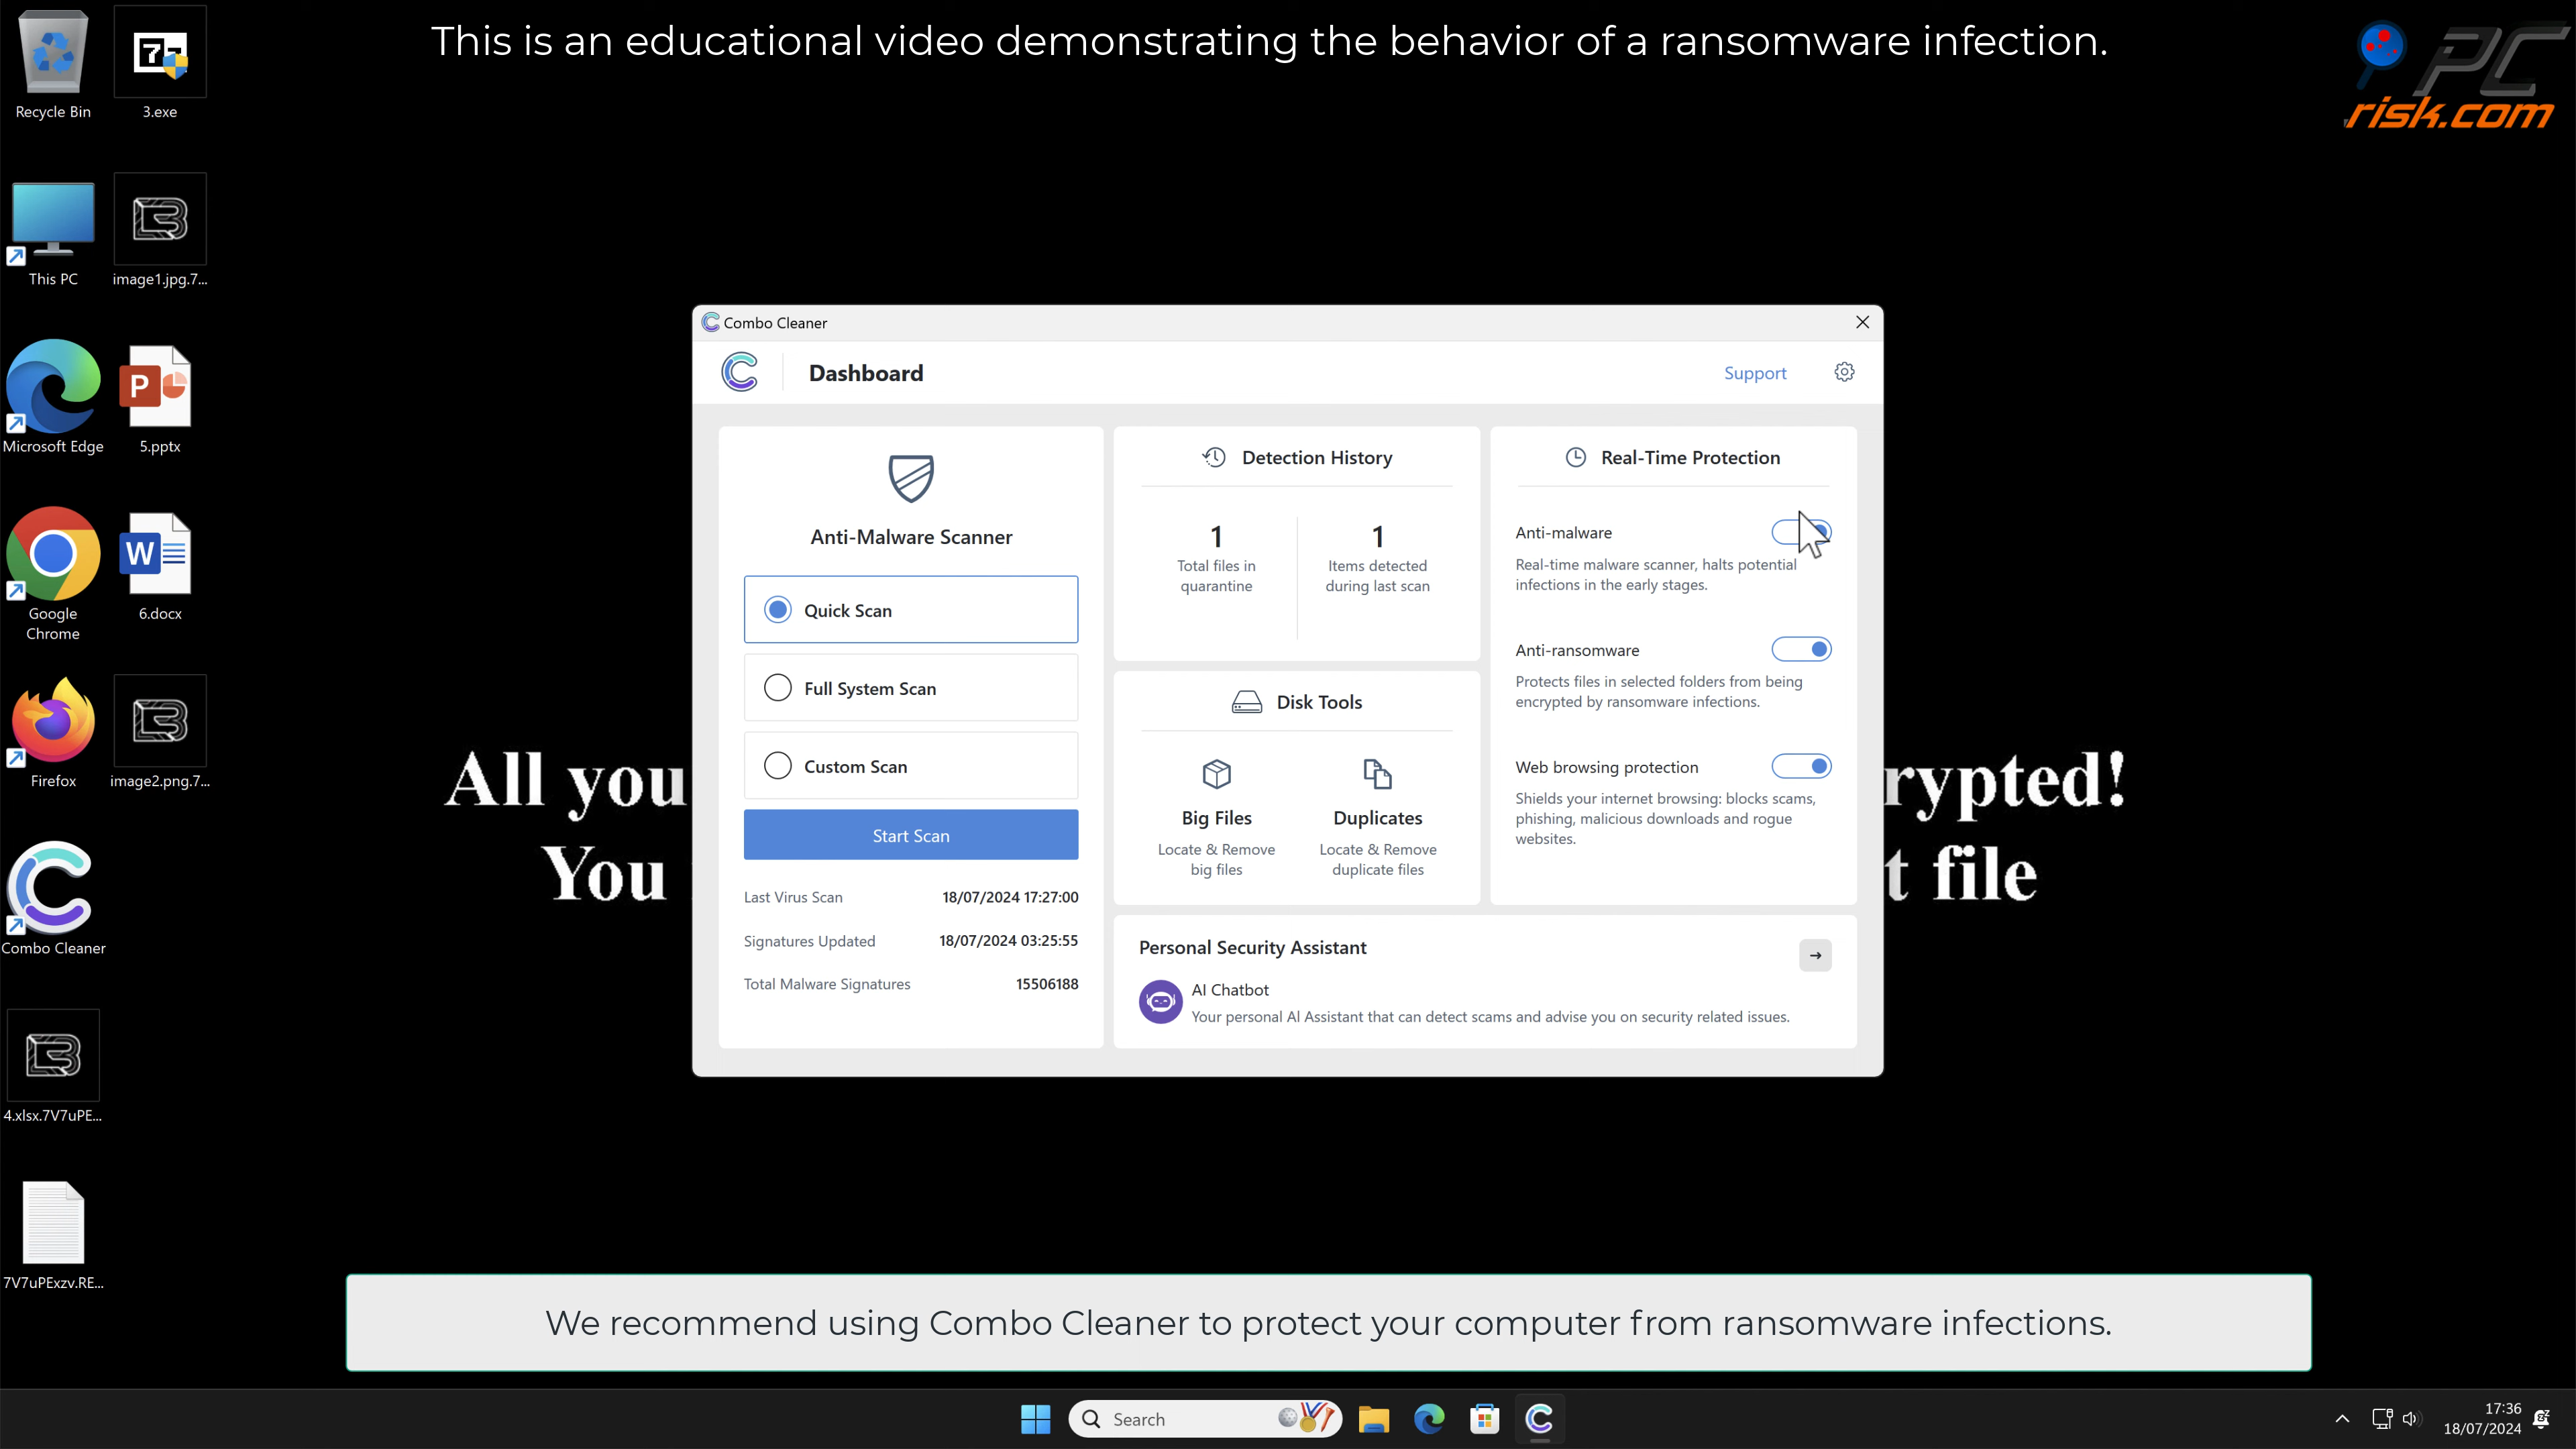 This is an educational video demonstrating the behavior of a ransomware infection.
PC
risk.com
Recycle Bin
3.exe
This PC
image1.jpg.7...
Microsoft Edge
5.pptx
Google
Chrome
6.docx
Firefox
image2.png.7...
Combo Cleaner
4.xlsx.7V7uPE...
7V7uPExzv.RE...
All you
rypted!
You
t file
Combo Cleaner
Dashboard
Support
Anti-Malware Scanner
Quick Scan
Full System Scan
Custom Scan
Start Scan
Last Virus Scan 18/07/2024 17:27:00
Signatures Updated 18/07/2024 03:25:55
Total Malware Signatures 15506188
Detection History
1
Total files in
quarantine
1
Items detected
during last scan
Disk Tools
Big Files
Locate & Remove
big files
Duplicates
Locate & Remove
duplicate files
Real-Time Protection
Anti-malware
Real-time malware scanner, halts potential
infections in the early stages.
Anti-ransomware
Protects files in selected folders from being
encrypted by ransomware infections.
Web browsing protection
Shields your internet browsing: blocks scams,
phishing, malicious downloads and rogue
websites.
Personal Security Assistant
AI Chatbot
Your personal AI Assistant that can detect scams and advise you on security related issues.
We recommend using Combo Cleaner to protect your computer from ransomware infections.
Search
17:36
18/07/2024